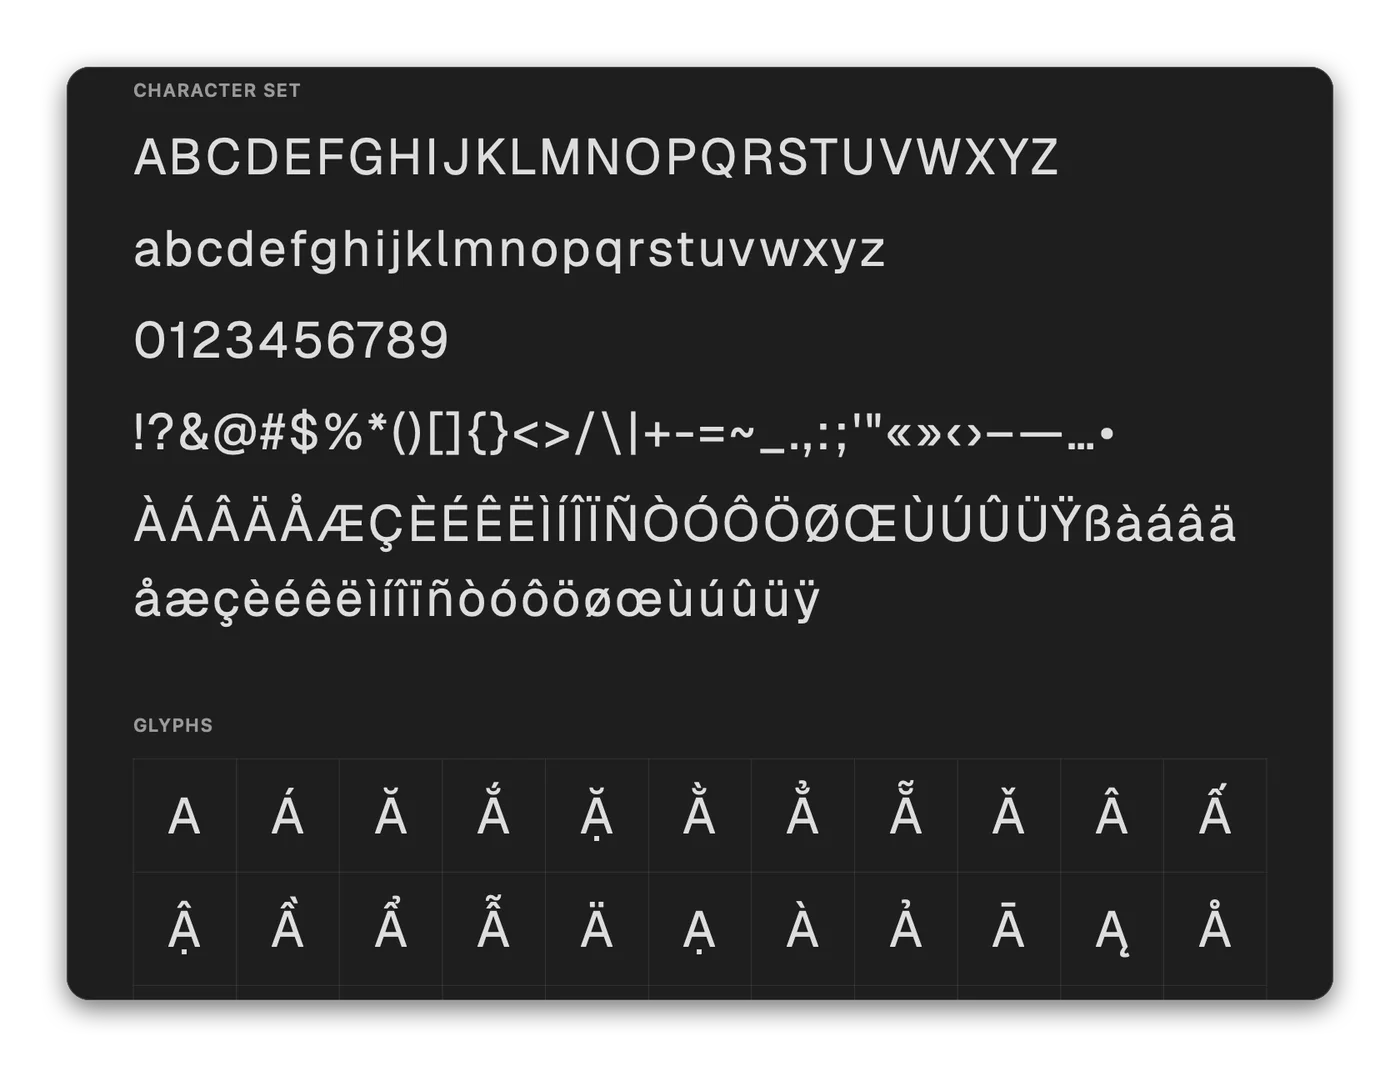 CHARACTER SET
ABCDEFGHIJKLMNOPQRSTUVWXYZ
abcdefghijklmnopqrstuvwxyz
0123456789
!?&@#$%*()[]{}<>/\|+-=~_.,:;'"«»‹›–—…•
ÀÁÂÄÅÆÇÈÉÊËÌÍÎÏÑÒÓÔÖØŒÙÚÛÜŸßàáâä
åæçèéêëìíîïñòóôöøœùúûüÿ
GLYPHS
A Á Ă Ắ Ặ Ằ Ẳ Ẵ Ǎ Â Ấ
Ậ Ầ Ẩ Ẫ Ä Ạ À Ả Ā Ą Å